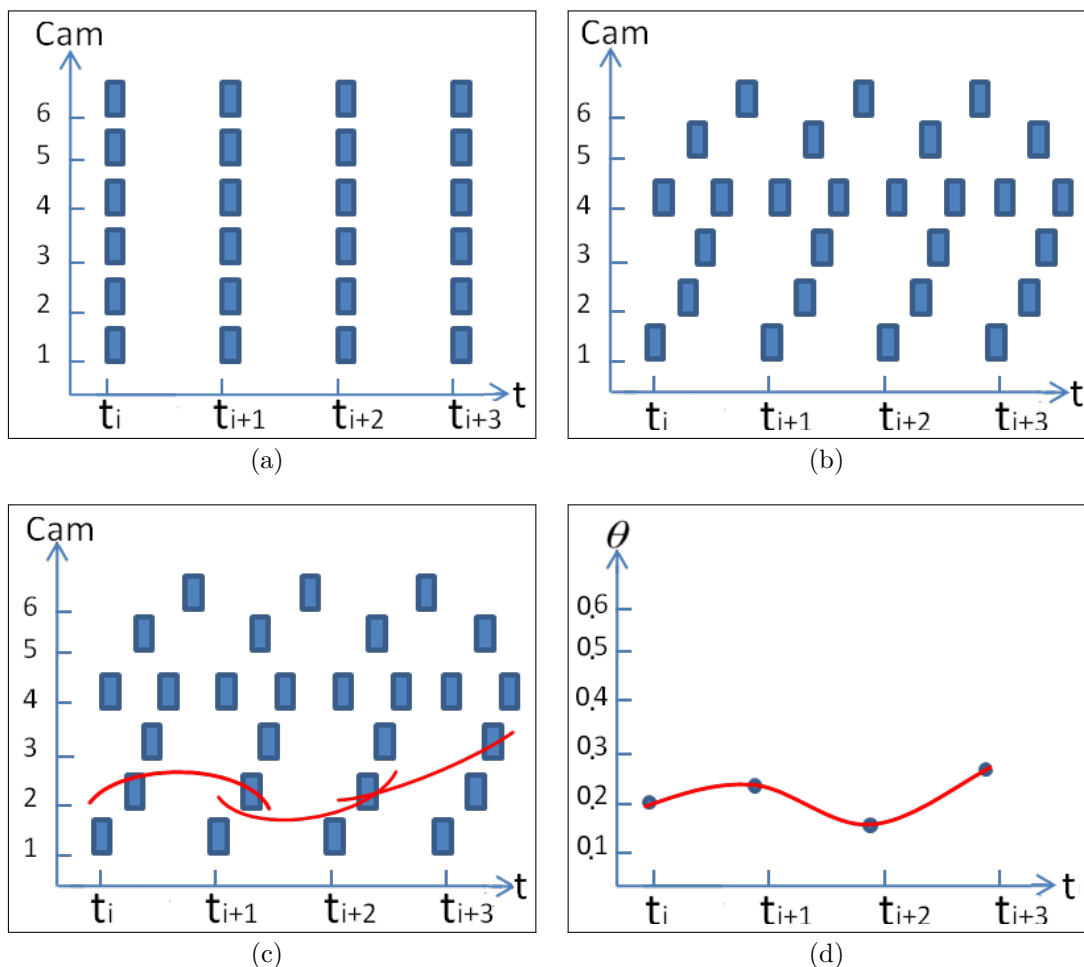 Cam
6
5
4
3
2
1
t
tᵢ tᵢ₊₁ tᵢ₊₂ tᵢ₊₃
(a)
Cam
6
5
4
3
2
1
t
tᵢ tᵢ₊₁ tᵢ₊₂ tᵢ₊₃
(b)
Cam
6
5
4
3
2
1
t
tᵢ tᵢ₊₁ tᵢ₊₂ tᵢ₊₃
(c)
θ
0.6
0.5
0.4
0.3
0.2
0.1
t
tᵢ tᵢ₊₁ tᵢ₊₂ tᵢ₊₃
(d)